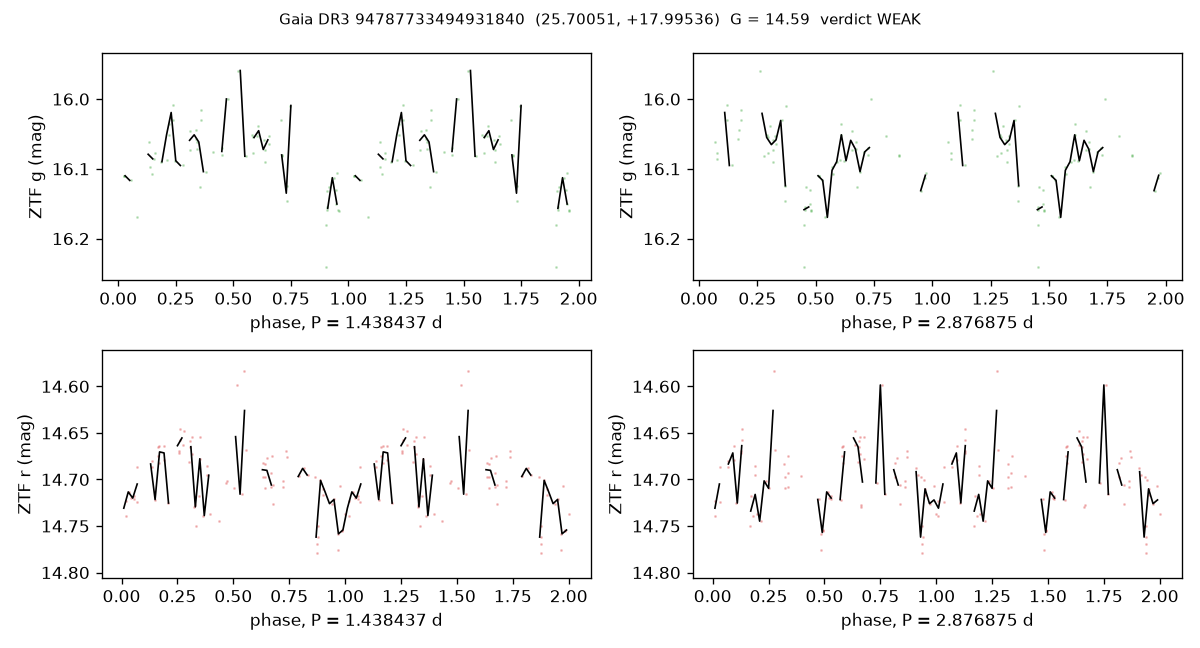 Gaia DR3 94787733494931840  (25.70051, +17.99536)  G = 14.59  verdict WEAK
ZTF g (mag)
16.0
16.1
16.2
0.00 0.25 0.50 0.75 1.00 1.25 1.50 1.75 2.00
phase, P = 1.438437 d
ZTF g (mag)
16.0
16.1
16.2
0.00 0.25 0.50 0.75 1.00 1.25 1.50 1.75 2.00
phase, P = 2.876875 d
ZTF r (mag)
14.60
14.65
14.70
14.75
14.80
0.00 0.25 0.50 0.75 1.00 1.25 1.50 1.75 2.00
phase, P = 1.438437 d
ZTF r (mag)
14.60
14.65
14.70
14.75
14.80
0.00 0.25 0.50 0.75 1.00 1.25 1.50 1.75 2.00
phase, P = 2.876875 d